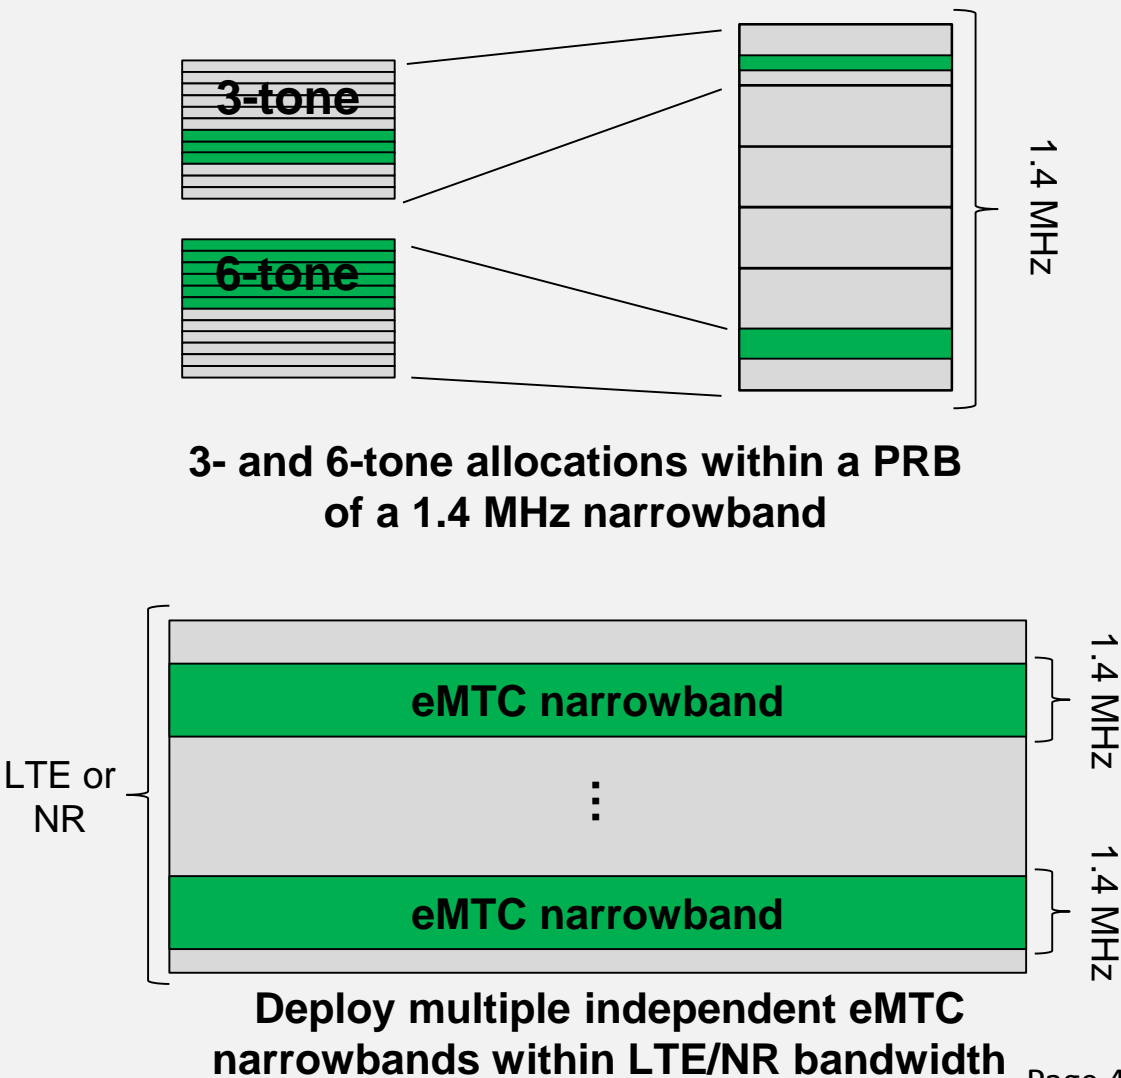 3-tone
6-tone
1.4 MHz
3- and 6-tone allocations within a PRB
of a 1.4 MHz narrowband
LTE or
NR
eMTC narrowband
1.4 MHz
⋮
eMTC narrowband
1.4 MHz
Deploy multiple independent eMTC
narrowbands within LTE/NR bandwidth
Page 4